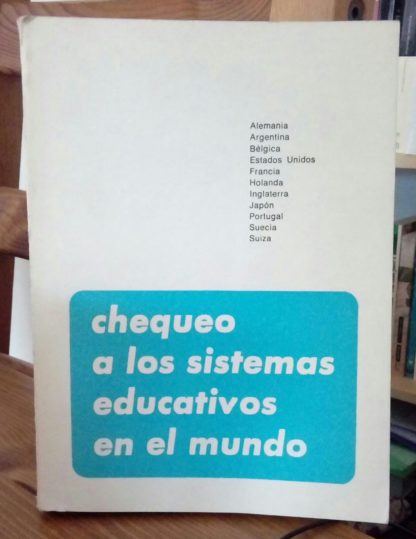 Alemania
Argentina
Bélgica
Estados Unidos
Francia
Holanda
Inglaterra
Japón
Portugal
Suecia
Suiza
chequeo
a los sistemas
educativos
en el mundo